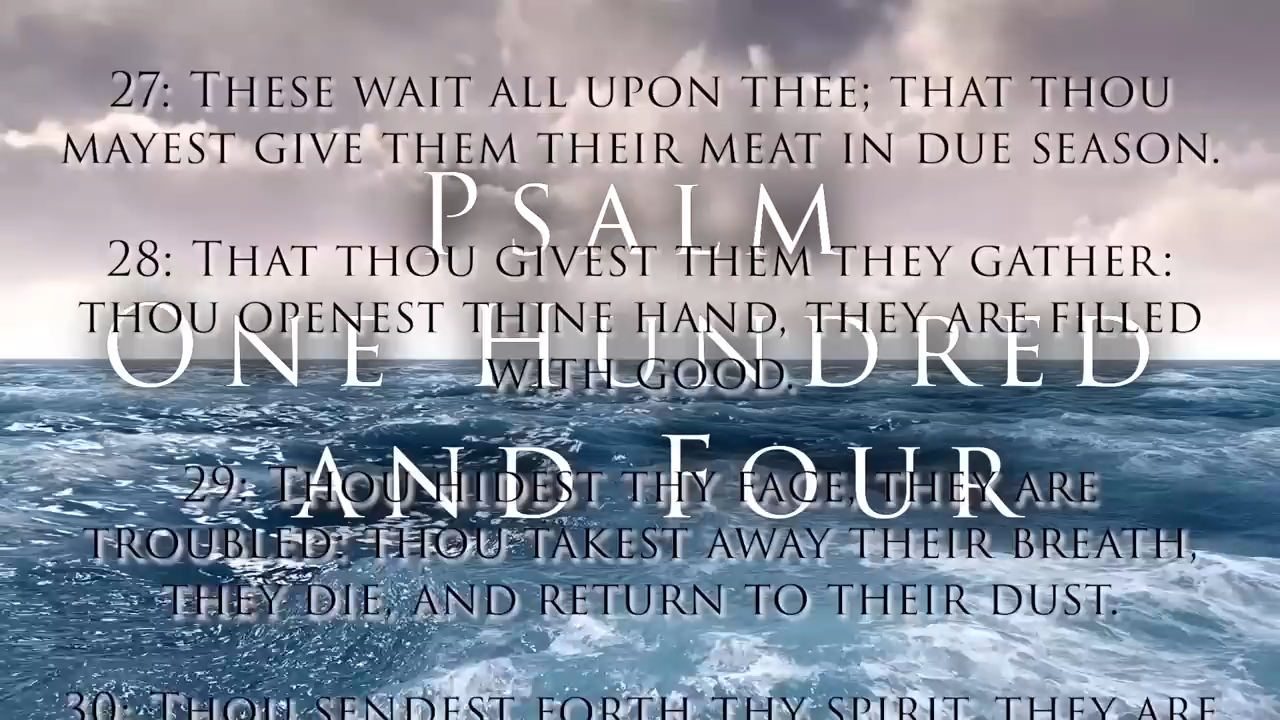 27: These wait all upon thee; that thou
mayest give them their meat in due season.
Psalm
28: That thou givest them they gather:
thou openest thine hand, they are filled
One Hundred
with good.
and Four
29: Thou hidest thy face, they are
troubled: thou takest away their breath,
they die, and return to their dust.
30: Thou sendest forth thy spirit, they are